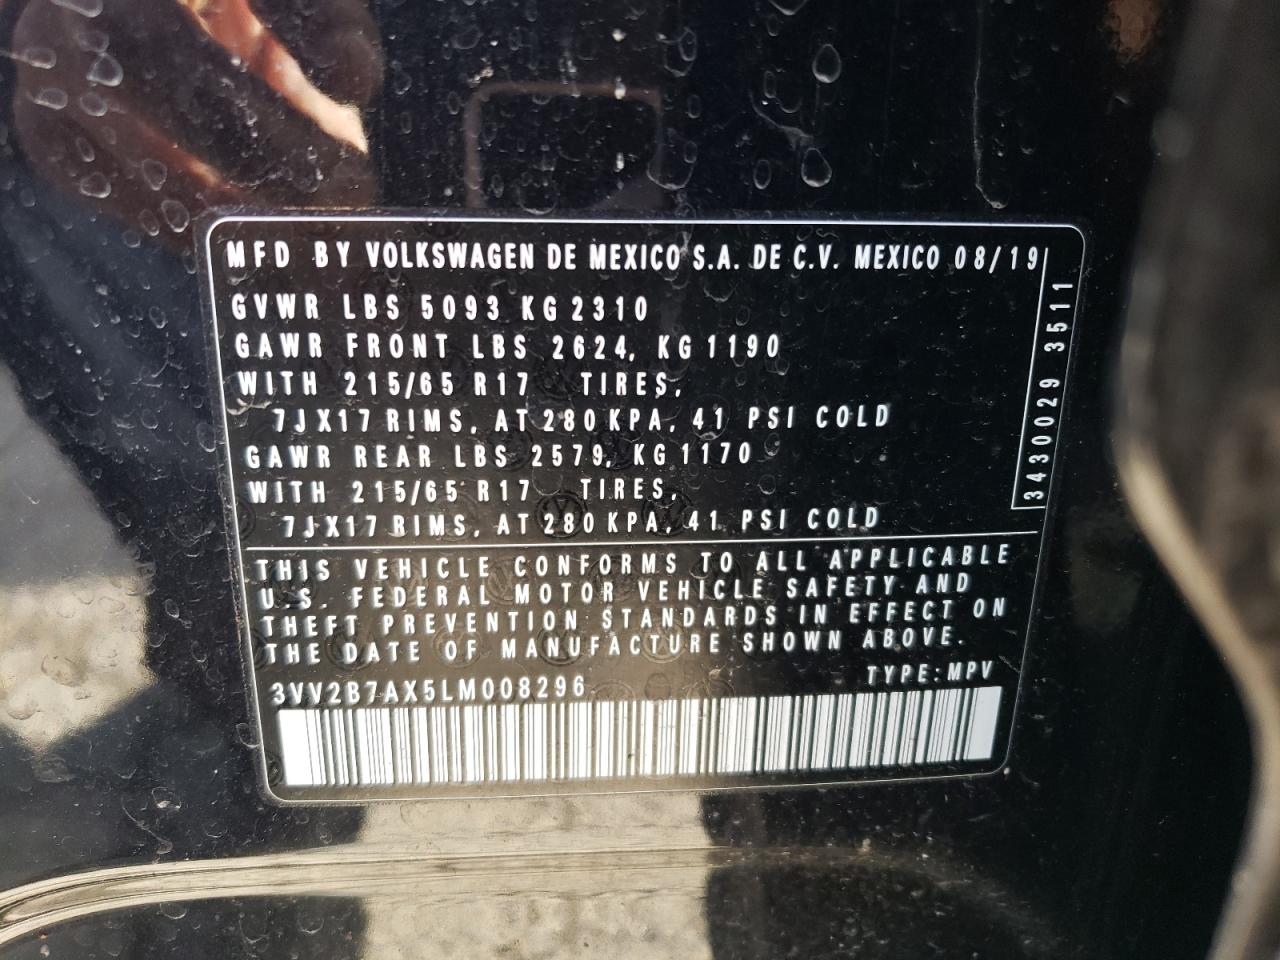 MFD BY VOLKSWAGEN DE MEXICO S.A. DE C.V. MEXICO 08/19
GVWR LBS 5093 KG 2310
GAWR FRONT LBS 2624, KG 1190
WITH 215/65 R17 TIRES,
7JX17 RIMS, AT 280 KPA, 41 PSI COLD
GAWR REAR LBS 2579, KG 1170
WITH 215/65 R17 TIRES,
7JX17 RIMS, AT 280 KPA, 41 PSI COLD
3430029 3511
THIS VEHICLE CONFORMS TO ALL APPLICABLE
U.S. FEDERAL MOTOR VEHICLE SAFETY AND
THEFT PREVENTION STANDARDS IN EFFECT ON
THE DATE OF MANUFACTURE SHOWN ABOVE.
3VV2B7AX5LM008296
TYPE: MPV